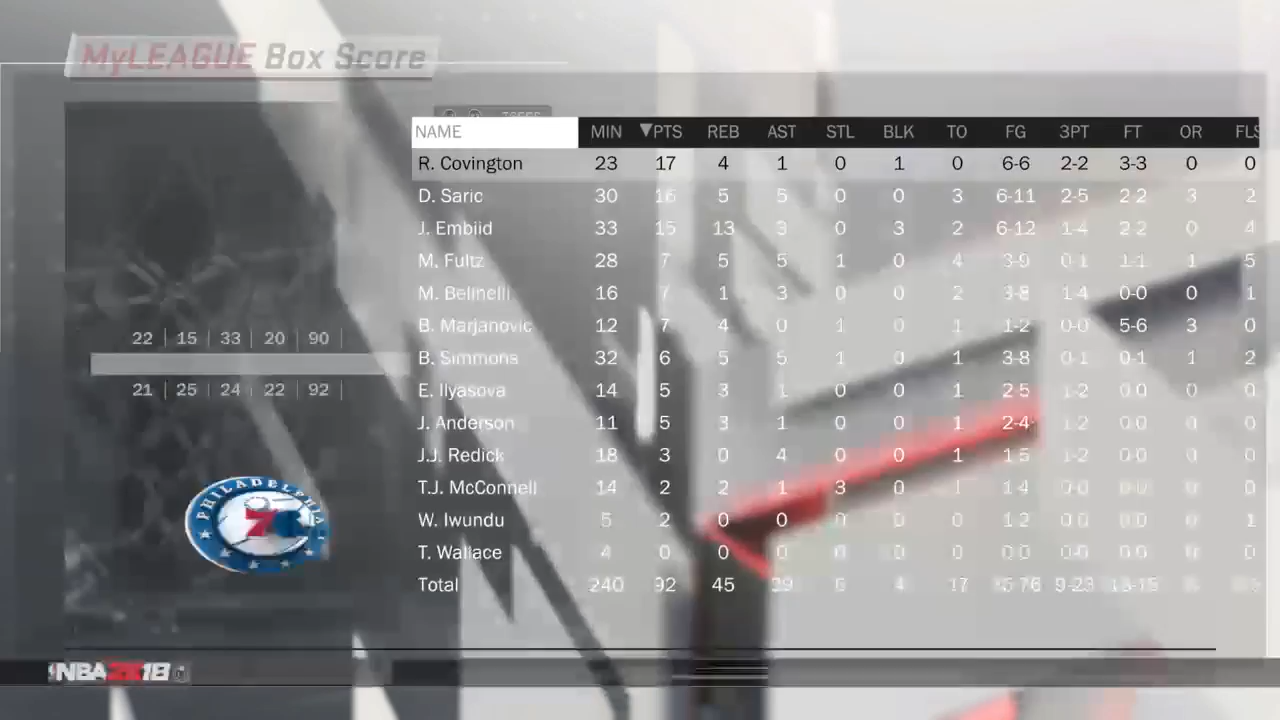 MyLEAGUE Box Score
NAME MIN PTS REB AST STL BLK TO FG 3PT FT OR FLS
R. Covington 23 17 4 1 0 1 0 6-6 2-2 3-3 0 0
D. Saric 30 16 5 5 0 0 3 6-11 2-5 2-2 3 2
J. Embiid 33 15 13 3 0 3 2 6-12 1-4 2-2 0 4
M. Fultz 28 7 5 5 1 0 4 3-9 0-1 1-1 1 5
M. Belinelli 16 7 1 3 0 0 2 3-8 1-4 0-0 0 1
B. Marjanovic 12 7 4 0 1 0 1 1-2 0-0 5-6 3 0
22 15 33 20 90
B. Simmons 32 6 5 5 1 0 1 3-8 0-1 0-1 1 2
21 25 24 22 92
E. Ilyasova 14 5 3 1 0 0 1 2-5 1-2 0-0 0 0
J. Anderson 11 5 3 1 0 0 1 2-4 1-2 0-0 0 0
J.J. Redick 18 3 0 4 0 0 1 1-5 1-2 0-0 0 0
T.J. McConnell 14 2 2 1 3 0 1 1-4 0-0 0-0 0 0
W. Iwundu 5 2 0 0 0 0 0 1-2 0-0 0-0 0 1
T. Wallace 4 0 0 0 0 0 0 0-0 0-0 0-0 0 0
Total 240 92 45 29 6 4 17 35-76 9-23 13-15
PHILADELPHIA
NBA 2K18